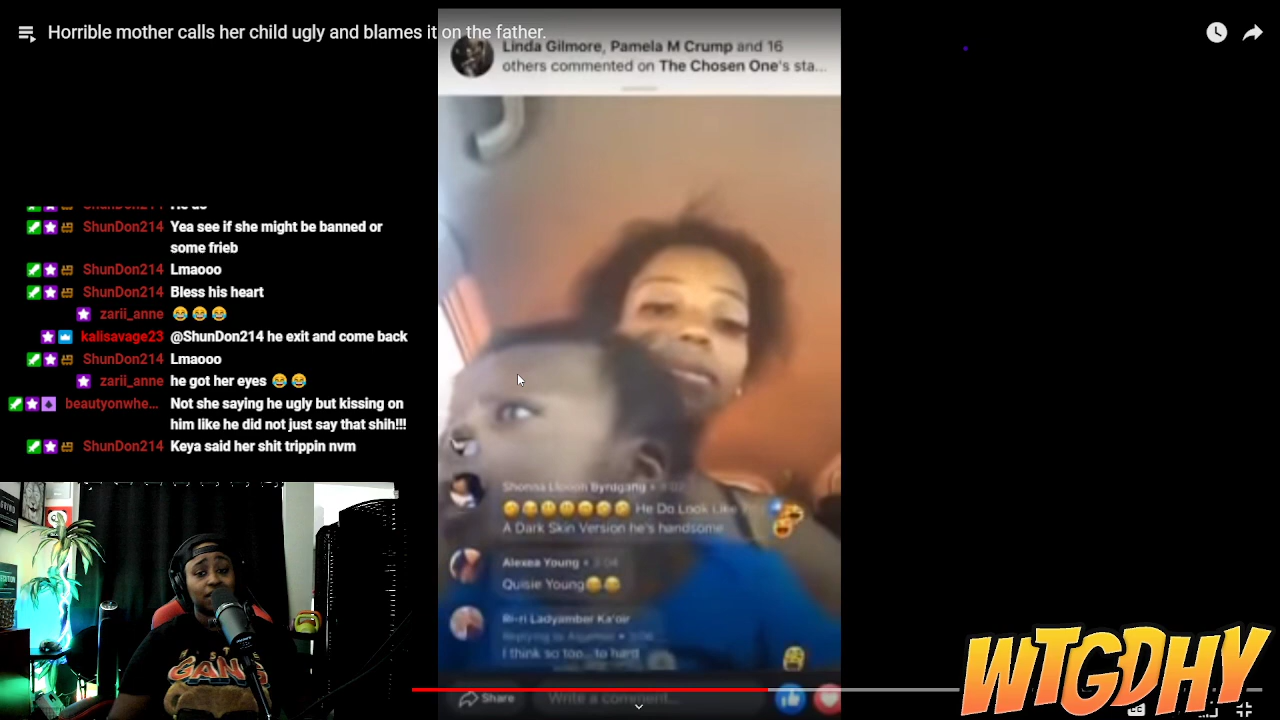 Horrible mother calls her child ugly and blames it on the father.
Linda Gilmore, Pamela M Crump and 16
others commented on The Chosen One's sta...
ShunDon214 He do
ShunDon214 Yea see if she might be banned or
some frieb
ShunDon214 Lmaooo
ShunDon214 Bless his heart
zarii_anne 😂 😂 😂
kalisavage23 @ShunDon214 he exit and come back
ShunDon214 Lmaooo
zarii_anne he got her eyes 😂 😂
beautyonwhe... Not she saying he ugly but kissing on
him like he did not just say that shih!!!
ShunDon214 Keya said her shit trippin nvm
Shonna Byrdgang
He Do Look Like
A Dark Skin Version he's handsome
Alexea Young • 3:04
Quisie Young😂😂
Ri-ri Ladyamber Ka'oir
Replying to
I think so too.. to hard
Share Write a comment...
GANG
WTGDHY